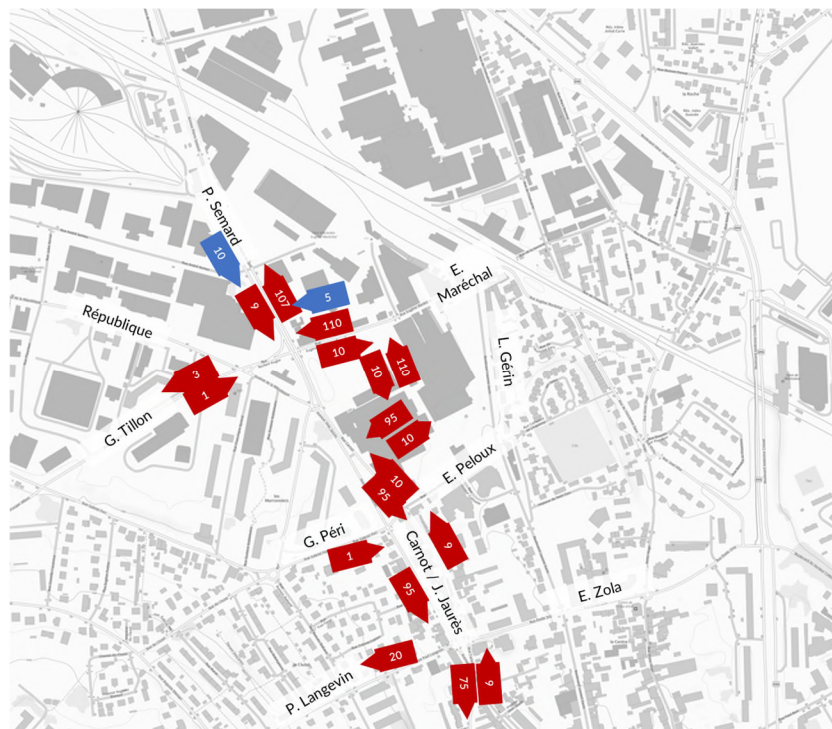 P. Semard
10
E.
Maréchal
9
107
5
110
République
10
10
110
L. Gérin
3
1
G. Tillon
95
10
E. Peloux
10
95
G. Péri
1
9
Carnot / J. Jaurès
95
E. Zola
20
P. Langevin
75
9